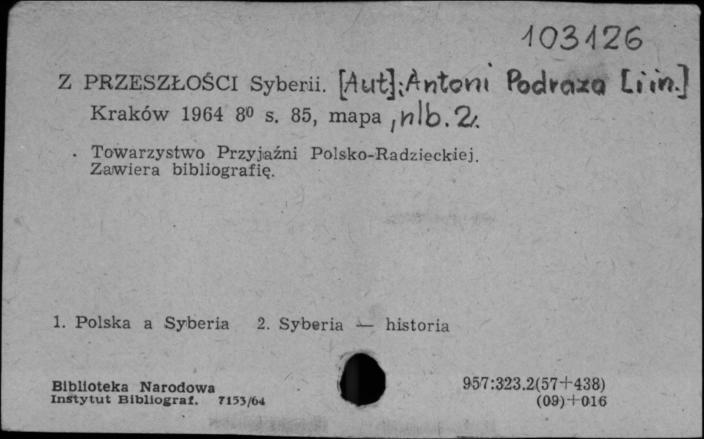 103126
Z PRZESZŁOŚCI Syberii. [Aut]: Antoni Podraza [i in.]
Kraków 1964 8⁰ s. 85, mapa, nlb. 2.
Towarzystwo Przyjaźni Polsko-Radzieckiej.
Zawiera bibliografię.
1. Polska a Syberia 2. Syberia — historia
Biblioteka Narodowa 957:323.2(57+438)
Instytut Bibliograf. 7153/64 (09)+016